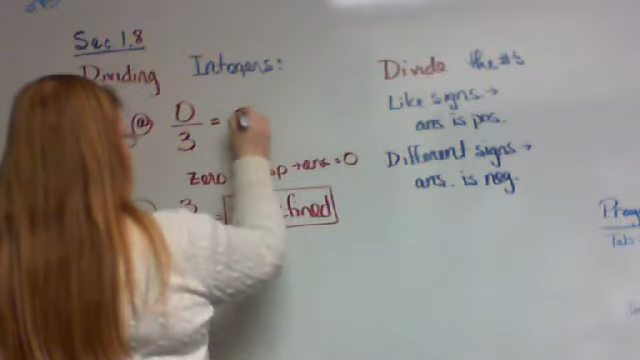 Sec 1.8
Dividing Integers:
(a) 0/3 =
zero → ans = 0
3 =
Divide the #s
Like signs →
ans is pos.
Different signs →
ans. is neg.